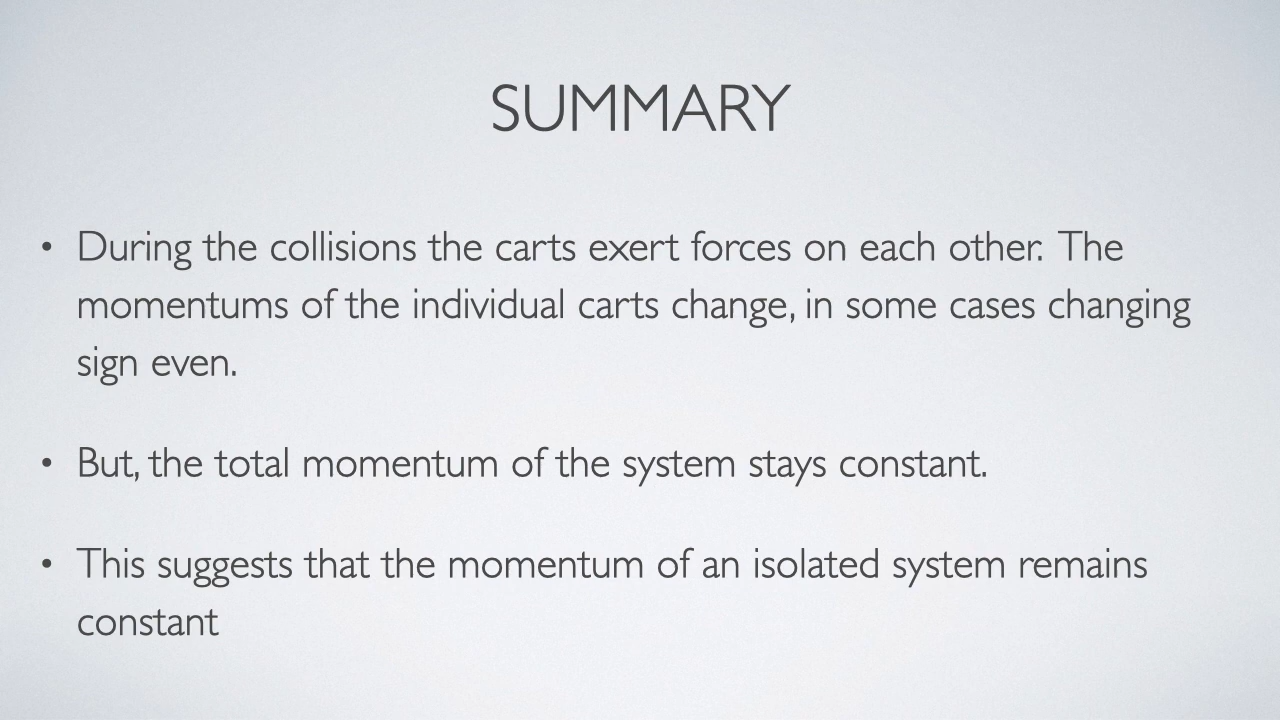 SUMMARY
• During the collisions the carts exert forces on each other. The
momentums of the individual carts change, in some cases changing
sign even.
• But, the total momentum of the system stays constant.
• This suggests that the momentum of an isolated system remains
constant